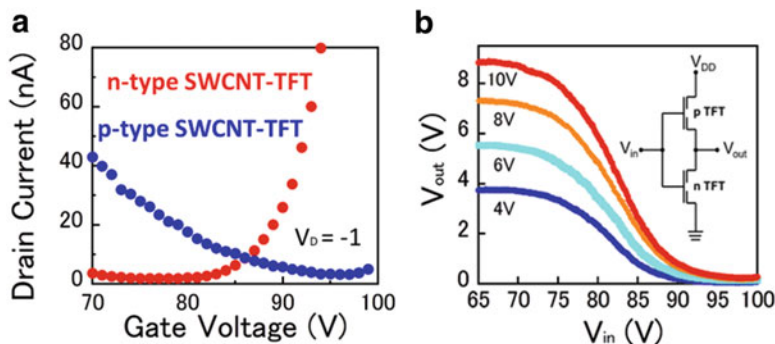 a
Drain Current (nA)
80
60
40
20
0
n-type SWCNT-TFT
p-type SWCNT-TFT
V_D = -1
70 80 90 100
Gate Voltage (V)
b
V_out (V)
8
6
4
2
0
10V
8V
6V
4V
V_DD
p TFT
V_in
V_out
n TFT
65 70 75 80 85 90 95 100
V_in (V)